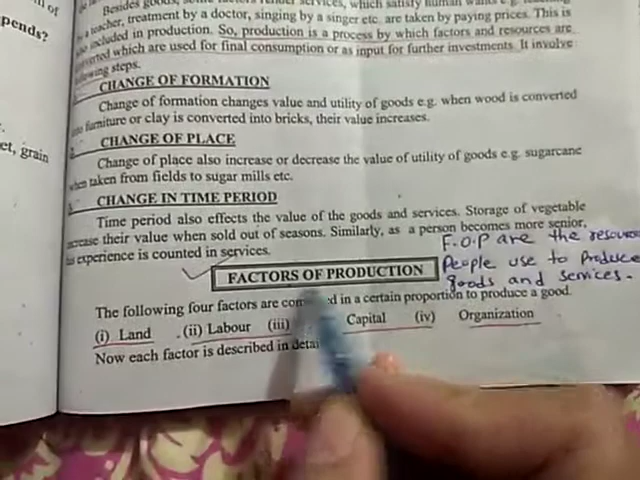 n of
pends?
et, grain
Besides goods, some factors render services, which satisfy human wants e.g. teaching
by a teacher, treatment by a doctor, singing by a singer etc. are taken by paying prices. This is
also included in production. So, production is a process by which factors and resources are
converted which are used for final consumption or as input for further investments. It involve
following steps.
CHANGE OF FORMATION
Change of formation changes value and utility of goods e.g. when wood is converted
into furniture or clay is converted into bricks, their value increases.
CHANGE OF PLACE
Change of place also increase or decrease the value of utility of goods e.g. sugarcane
when taken from fields to sugar mills etc.
CHANGE IN TIME PERIOD
Time period also effects the value of the goods and services. Storage of vegetable
increase their value when sold out of seasons. Similarly, as a person becomes more senior,
his experience is counted in services.
F.O.P are the resources
People use to produce
goods and services.
FACTORS OF PRODUCTION
The following four factors are com ed in a certain proportion to produce a good.
(i) Land (ii) Labour (iii) Capital (iv) Organization
Now each factor is described in detai